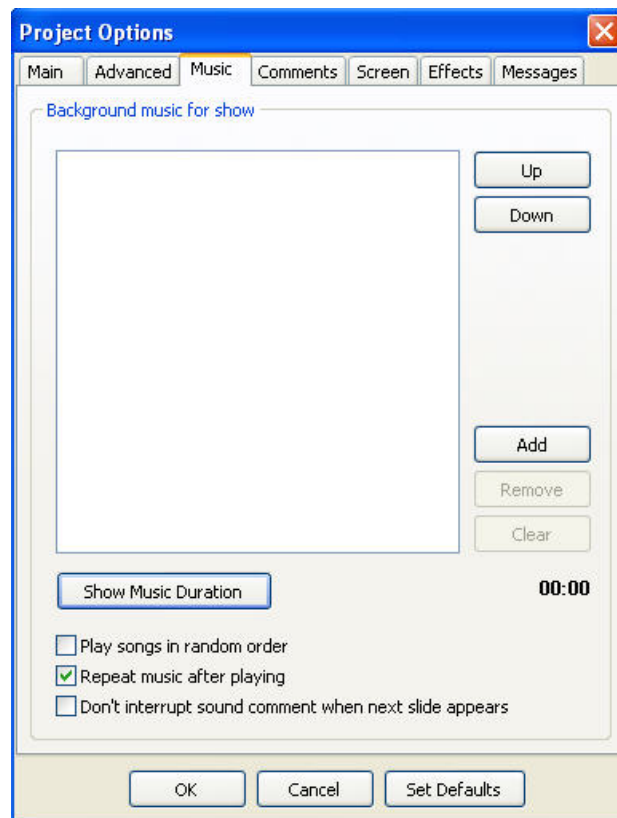 Project Options
Main Advanced Music Comments Screen Effects Messages
Background music for show
Up
Down
Add
Remove
Clear
Show Music Duration 00:00
Play songs in random order
Repeat music after playing
Don't interrupt sound comment when next slide appears
OK Cancel Set Defaults